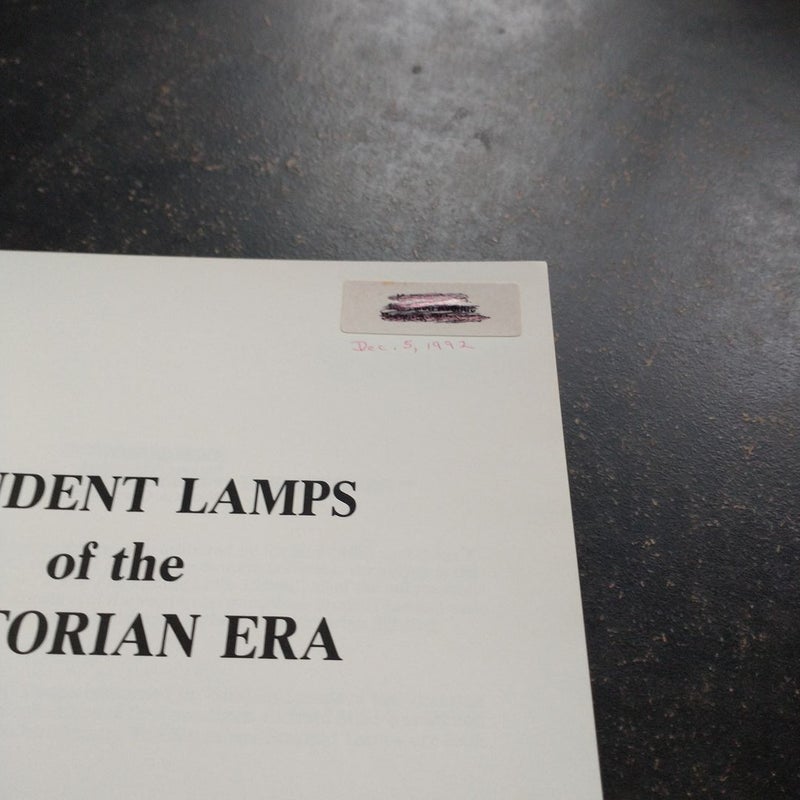 Dec. 5, 1992
UDENT LAMPS
of the
TORIAN ERA